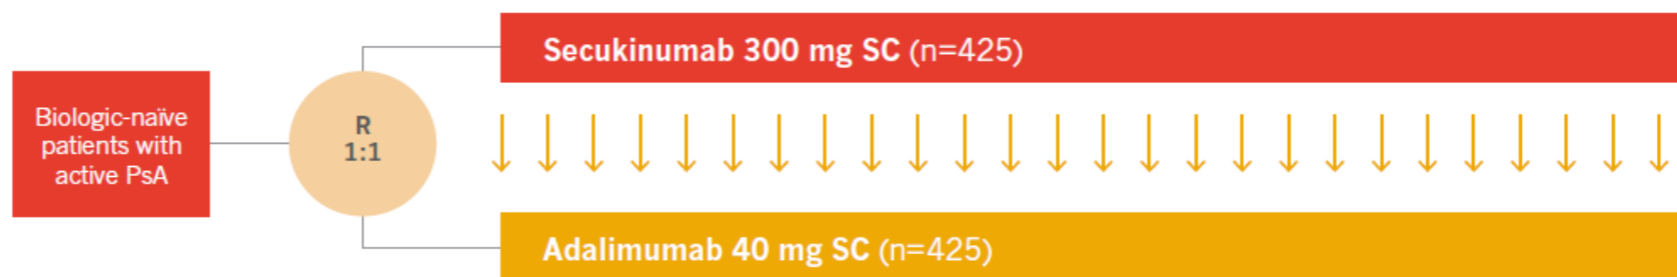 Biologic-naïve
patients with
active PsA
R
1:1
Secukinumab 300 mg SC (n=425)
Adalimumab 40 mg SC (n=425)